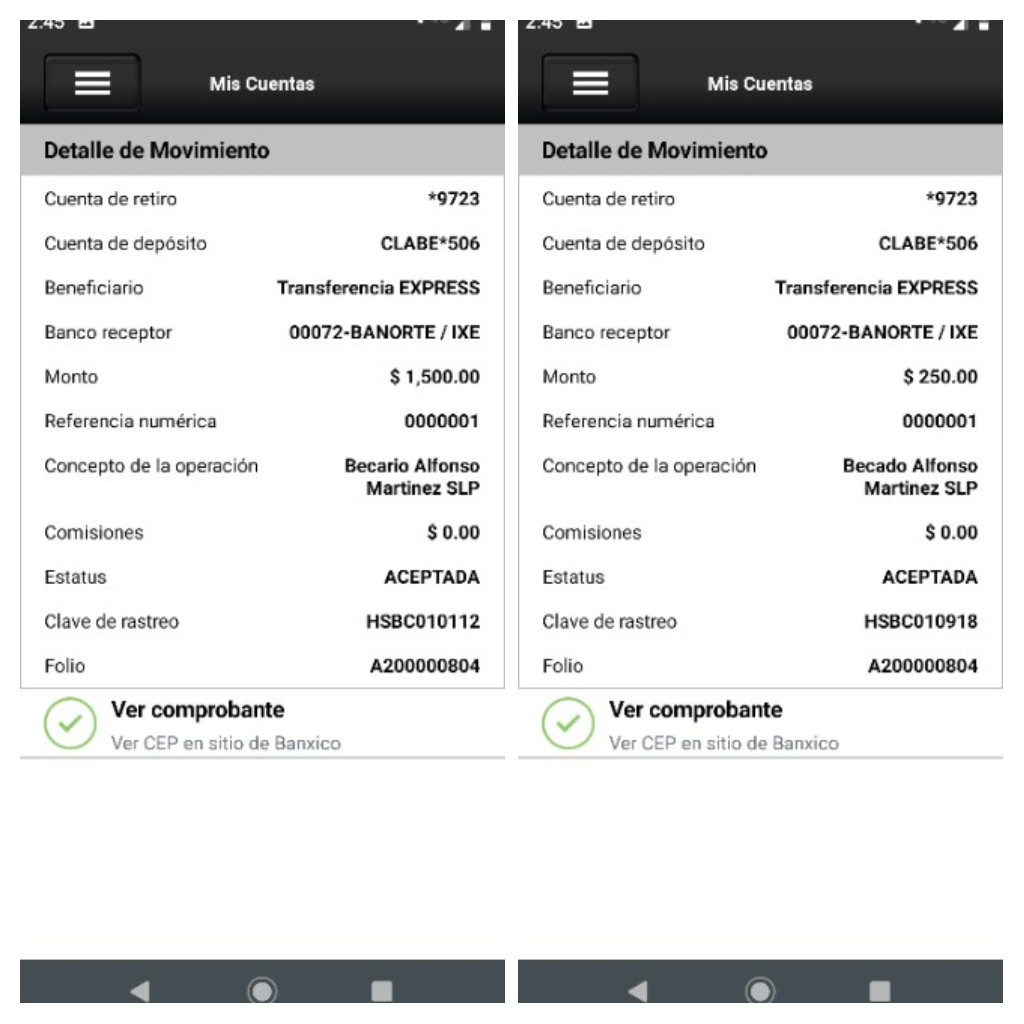 2:45
Mis Cuentas
Detalle de Movimiento
Cuenta de retiro *9723
Cuenta de depósito CLABE*506
Beneficiario Transferencia EXPRESS
Banco receptor 00072-BANORTE / IXE
Monto $ 1,500.00
Referencia numérica 0000001
Concepto de la operación Becario Alfonso
Martinez SLP
Comisiones $ 0.00
Estatus ACEPTADA
Clave de rastreo HSBC010112
Folio A200000804
Ver comprobante
Ver CEP en sitio de Banxico
2:45
Mis Cuentas
Detalle de Movimiento
Cuenta de retiro *9723
Cuenta de depósito CLABE*506
Beneficiario Transferencia EXPRESS
Banco receptor 00072-BANORTE / IXE
Monto $ 250.00
Referencia numérica 0000001
Concepto de la operación Becado Alfonso
Martinez SLP
Comisiones $ 0.00
Estatus ACEPTADA
Clave de rastreo HSBC010918
Folio A200000804
Ver comprobante
Ver CEP en sitio de Banxico